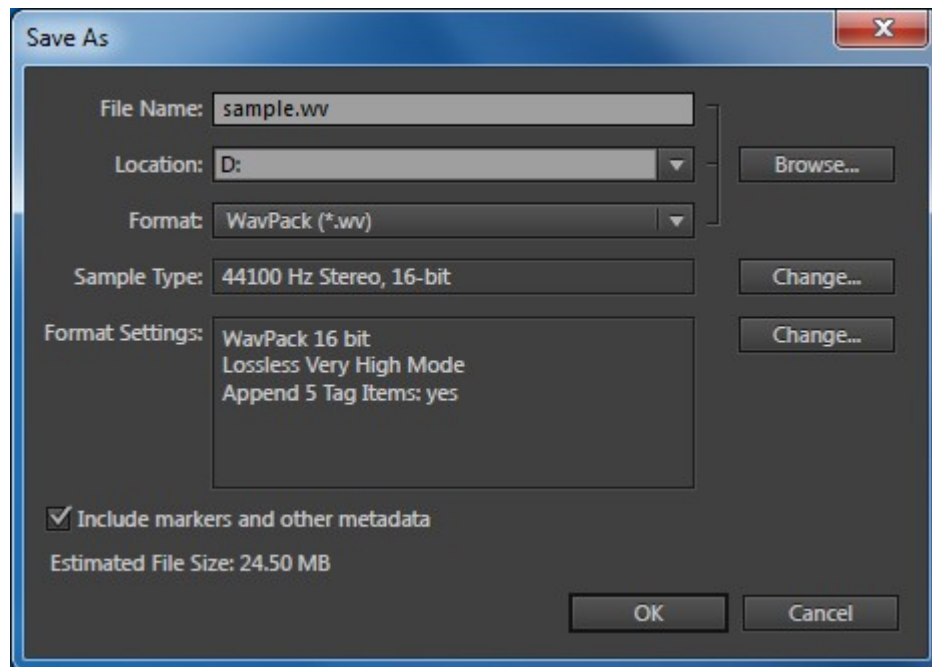 Save As
File Name: sample.wv
Location: D: Browse...
Format: WavPack (*.wv)
Sample Type: 44100 Hz Stereo, 16-bit Change...
Format Settings: WavPack 16 bit Change...
Lossless Very High Mode
Append 5 Tag Items: yes
Include markers and other metadata
Estimated File Size: 24.50 MB
OK Cancel